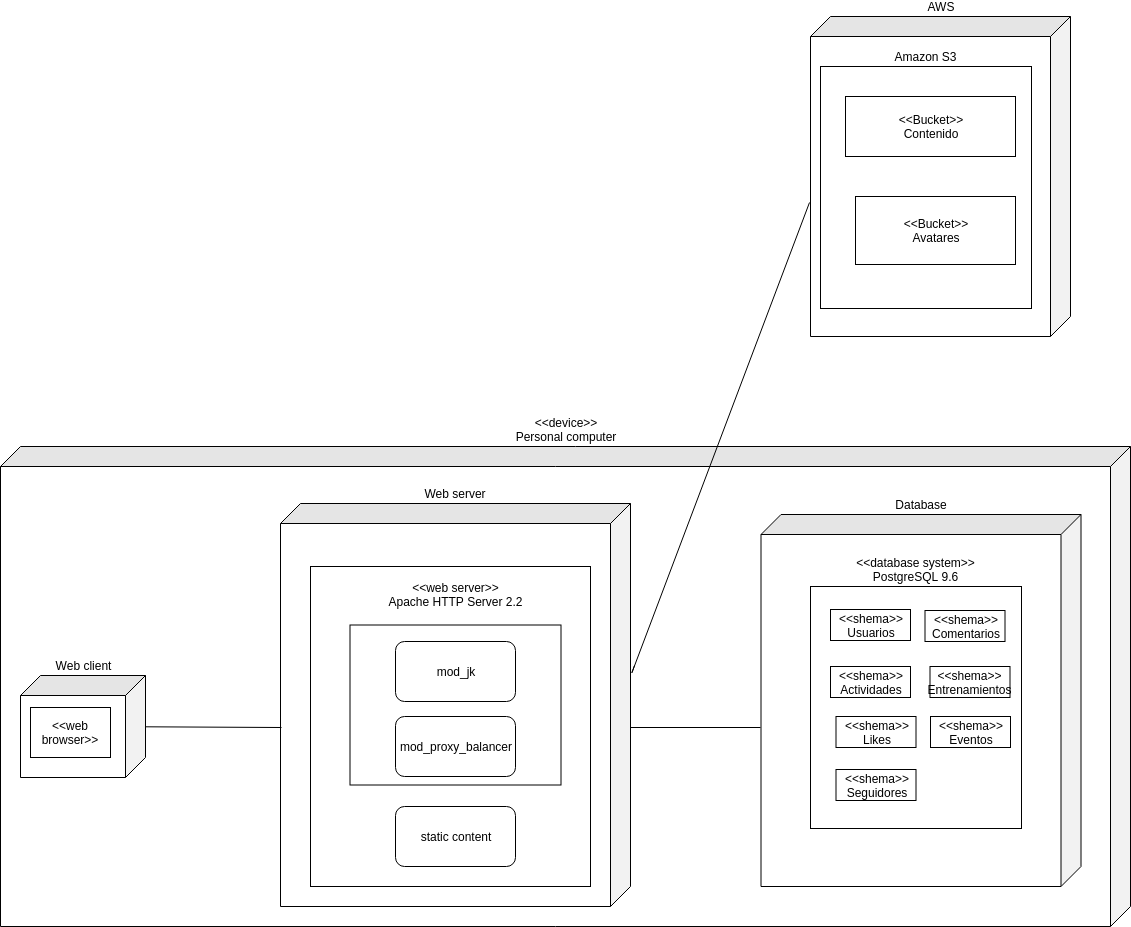 AWS
Amazon S3
<<Bucket>>
Contenido
<<Bucket>>
Avatares
<<device>>
Personal computer
Web server
<<web server>>
Apache HTTP Server 2.2
mod_jk
mod_proxy_balancer
static content
Web client
<<web
browser>>
Database
<<database system>>
PostgreSQL 9.6
<<shema>>
Usuarios
<<shema>>
Comentarios
<<shema>>
Actividades
<<shema>>
Entrenamientos
<<shema>>
Likes
<<shema>>
Eventos
<<shema>>
Seguidores